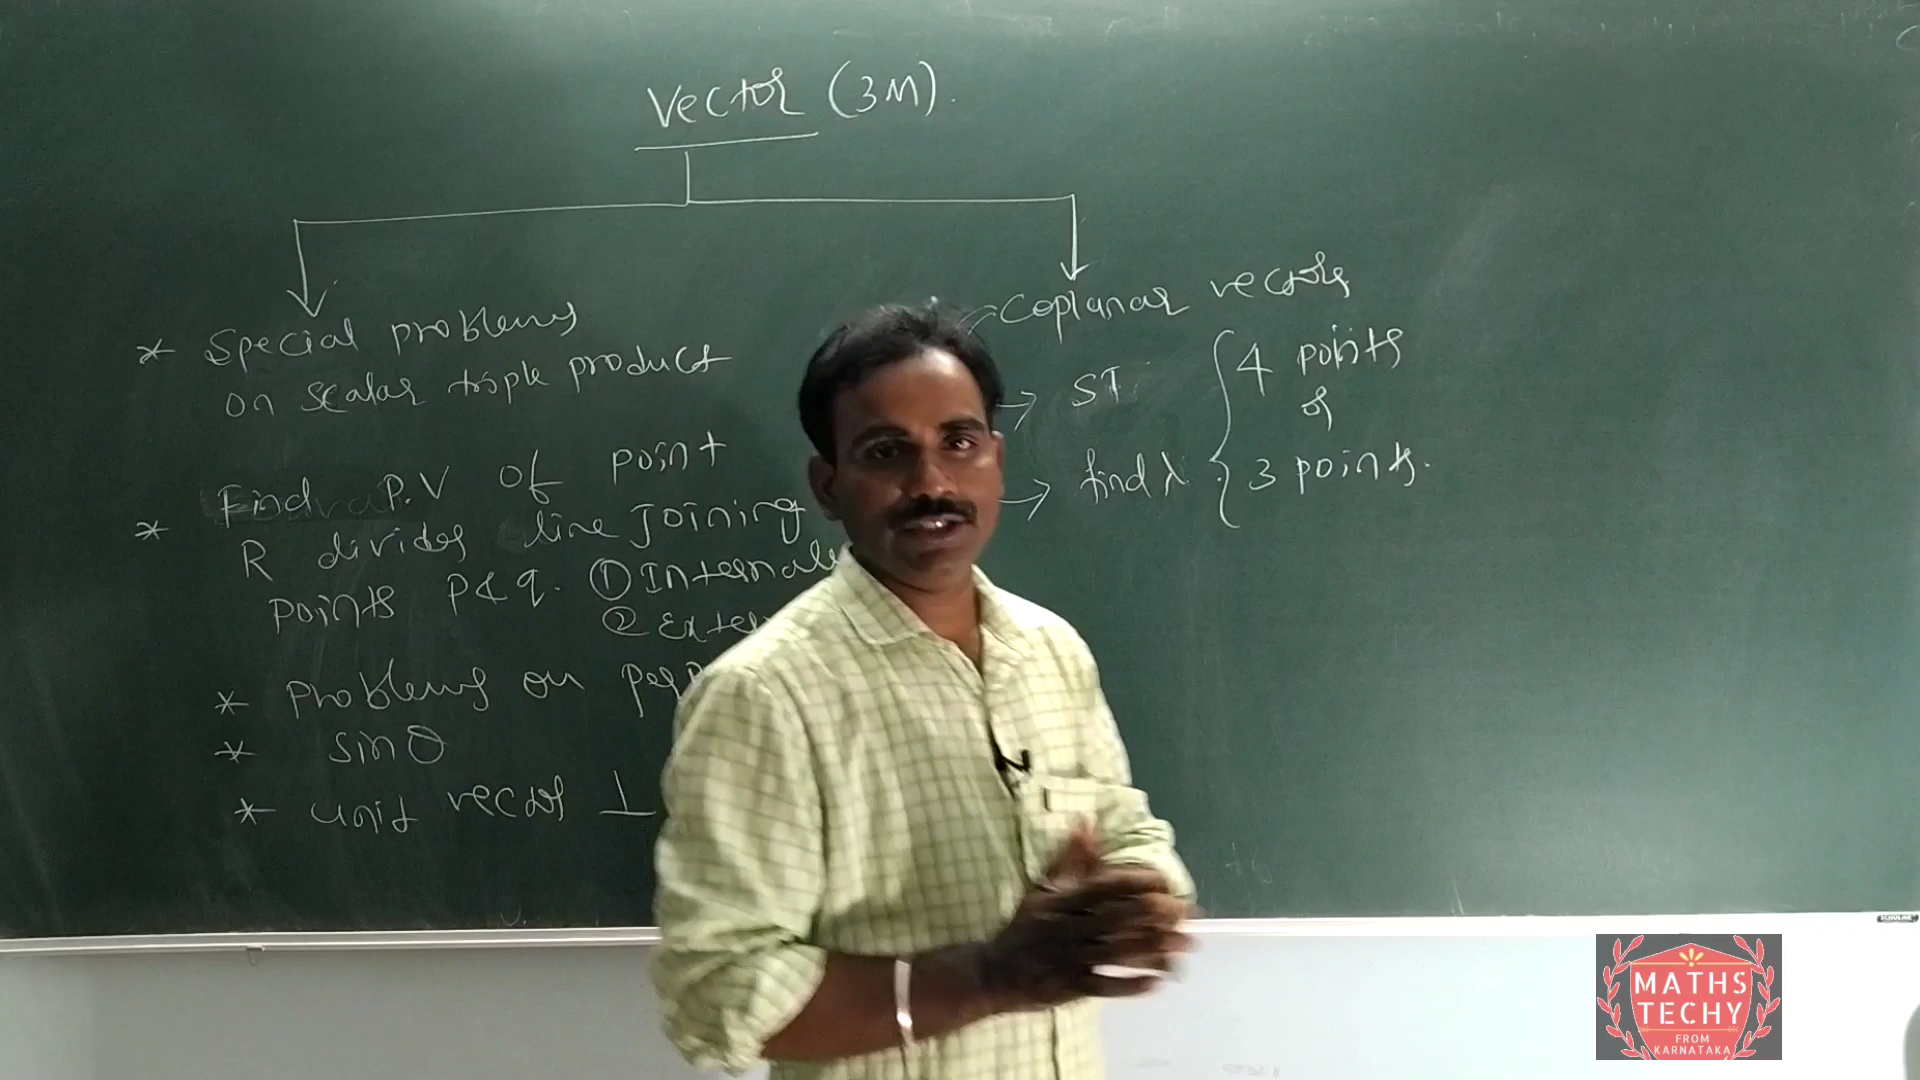 Vector (3M).
* Special problems
on scalar triple product
* Find P.V of point
R divides line Joining
points P & q. ① Internal
②
* Problems on
* sinθ
* unit vector ⊥
Coplanar vectors
→ ST { 4 points
or
→ find λ { 3 points.
SCHOLAR
MATHS
TECHY
FROM
KARNATAKA